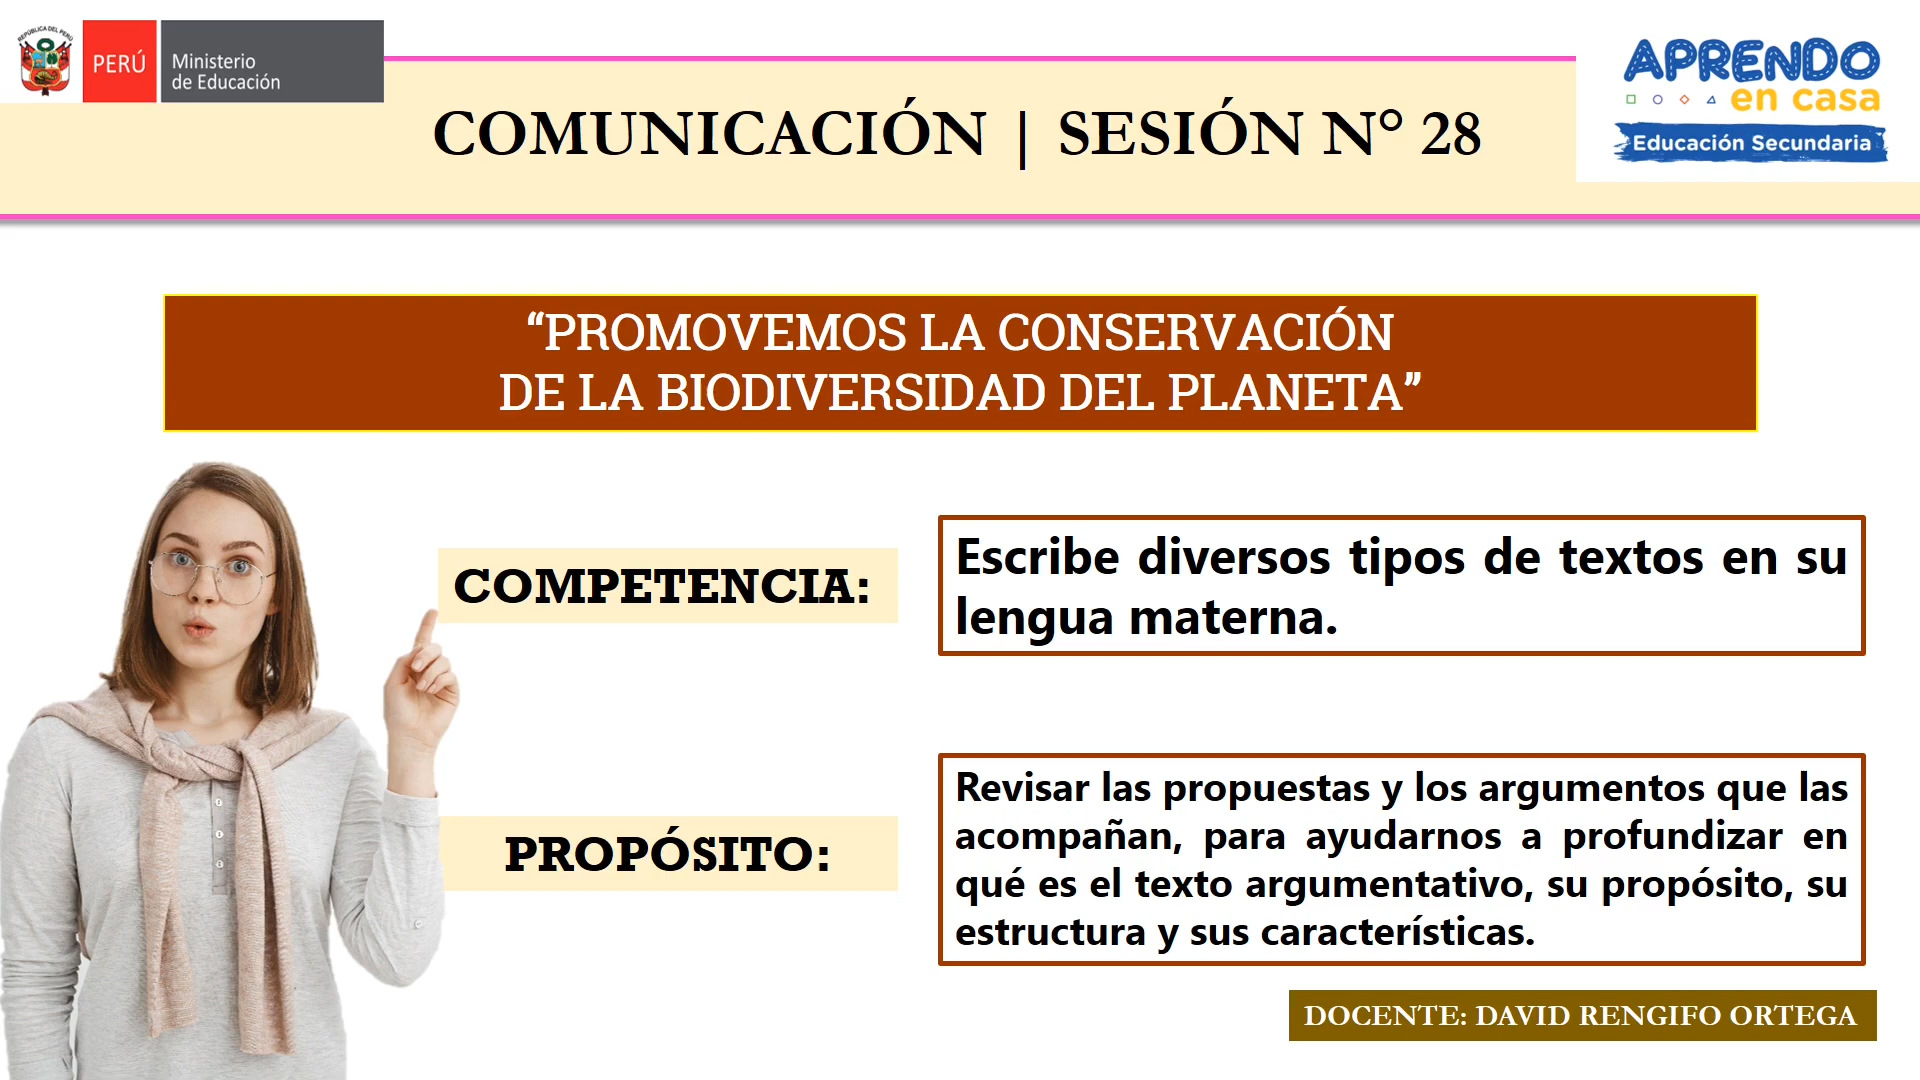 REPÚBLICA DEL PERÚ
PERÚ
Ministerio
de Educación
APRENDO
en casa
Educación Secundaria
COMUNICACIÓN | SESIÓN N° 28
“PROMOVEMOS LA CONSERVACIÓN
DE LA BIODIVERSIDAD DEL PLANETA”
COMPETENCIA:
Escribe diversos tipos de textos en su
lengua materna.
PROPÓSITO:
Revisar las propuestas y los argumentos que las
acompañan, para ayudarnos a profundizar en
qué es el texto argumentativo, su propósito, su
estructura y sus características.
DOCENTE: DAVID RENGIFO ORTEGA